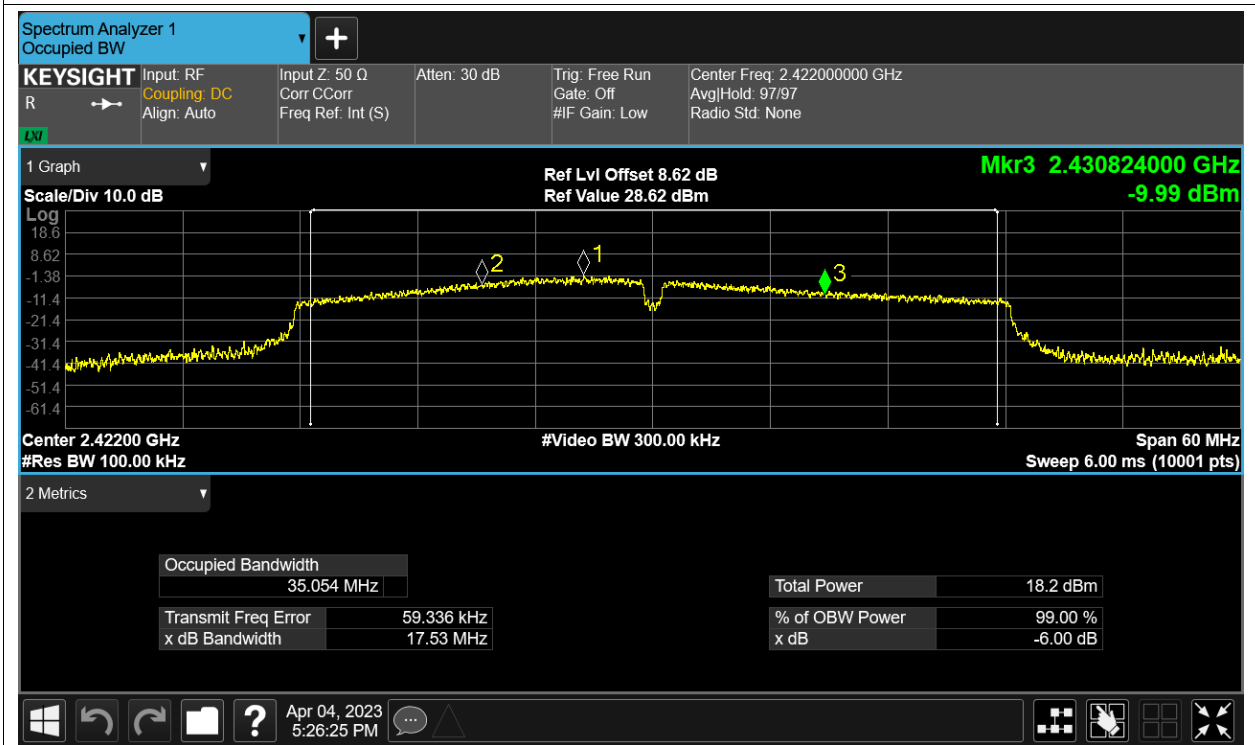 Spectrum Analyzer 1
Occupied BW
KEYSIGHT Input: RF Input Z: 50 Ω Atten: 30 dB Trig: Free Run Center Freq: 2.422000000 GHz
R Coupling: DC Corr CCorr Gate: Off Avg|Hold: 97/97
Align: Auto Freq Ref: Int (S) #IF Gain: Low Radio Std: None
LXI
1 Graph Ref Lvl Offset 8.62 dB Mkr3 2.430824000 GHz
Scale/Div 10.0 dB Ref Value 28.62 dBm -9.99 dBm
Log
18.6
8.62
-1.38
-11.4
-21.4
-31.4
-41.4
-51.4
-61.4
2 1 3
Center 2.42200 GHz #Video BW 300.00 kHz Span 60 MHz
#Res BW 100.00 kHz Sweep 6.00 ms (10001 pts)
2 Metrics
Occupied Bandwidth
35.054 MHz Total Power 18.2 dBm
Transmit Freq Error 59.336 kHz % of OBW Power 99.00 %
x dB Bandwidth 17.53 MHz x dB -6.00 dB
? Apr 04, 2023
5:26:25 PM